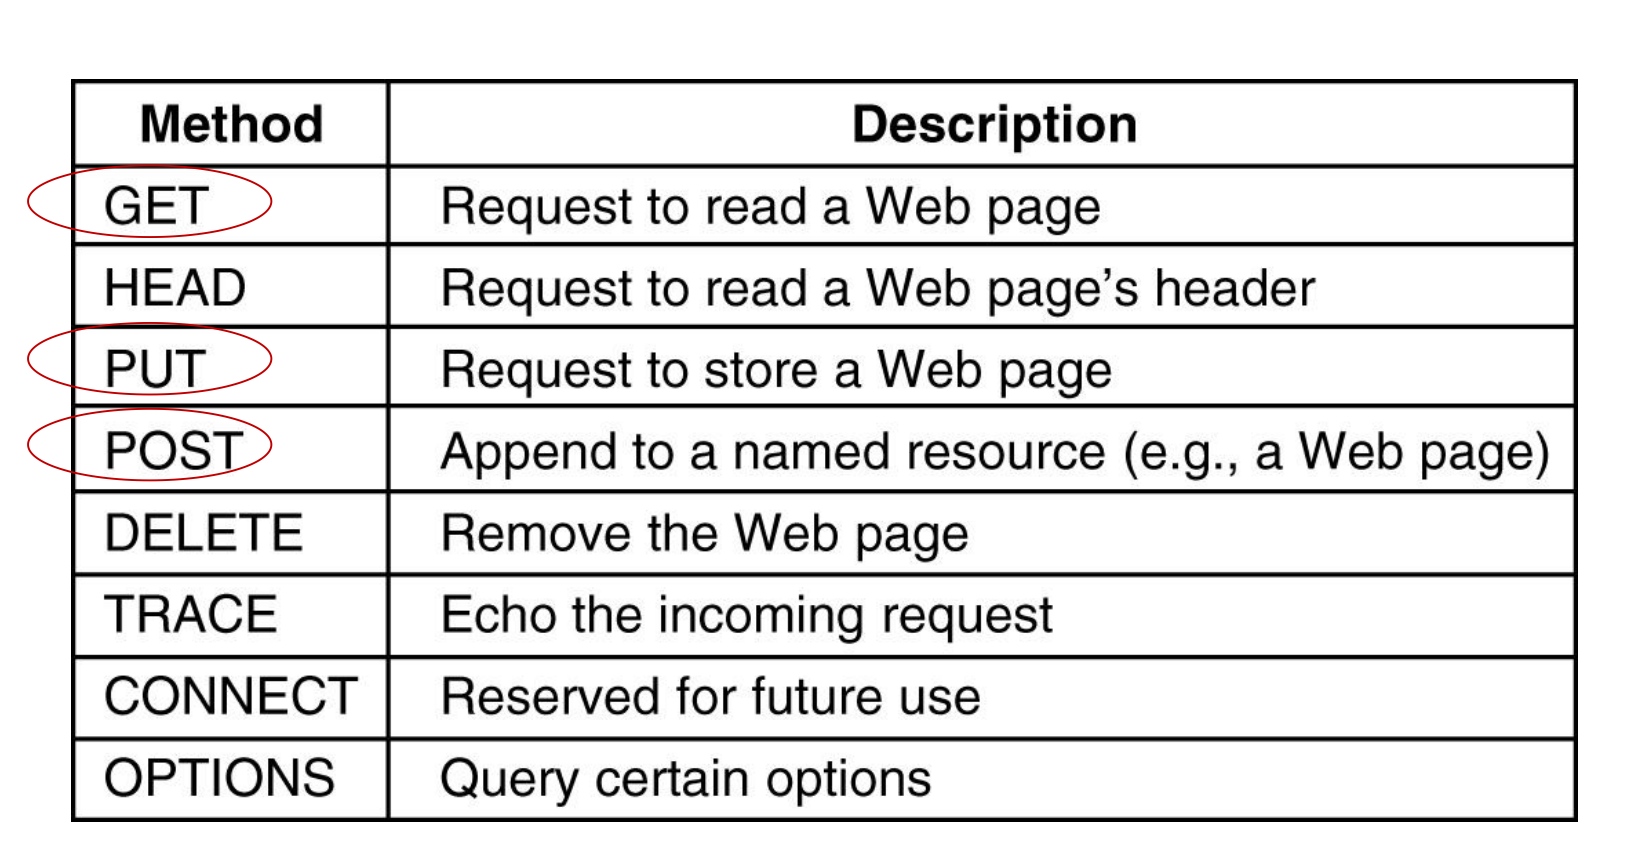 Method Description
GET Request to read a Web page
HEAD Request to read a Web page’s header
PUT Request to store a Web page
POST Append to a named resource (e.g., a Web page)
DELETE Remove the Web page
TRACE Echo the incoming request
CONNECT Reserved for future use
OPTIONS Query certain options